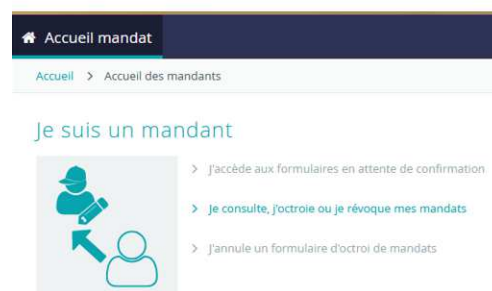 Accueil mandat
Accueil > Accueil des mandants
Je suis un mandant
> J'accède aux formulaires en attente de confirmation
> Je consulte, j'octroie ou je révoque mes mandats
> J'annule un formulaire d'octroi de mandats